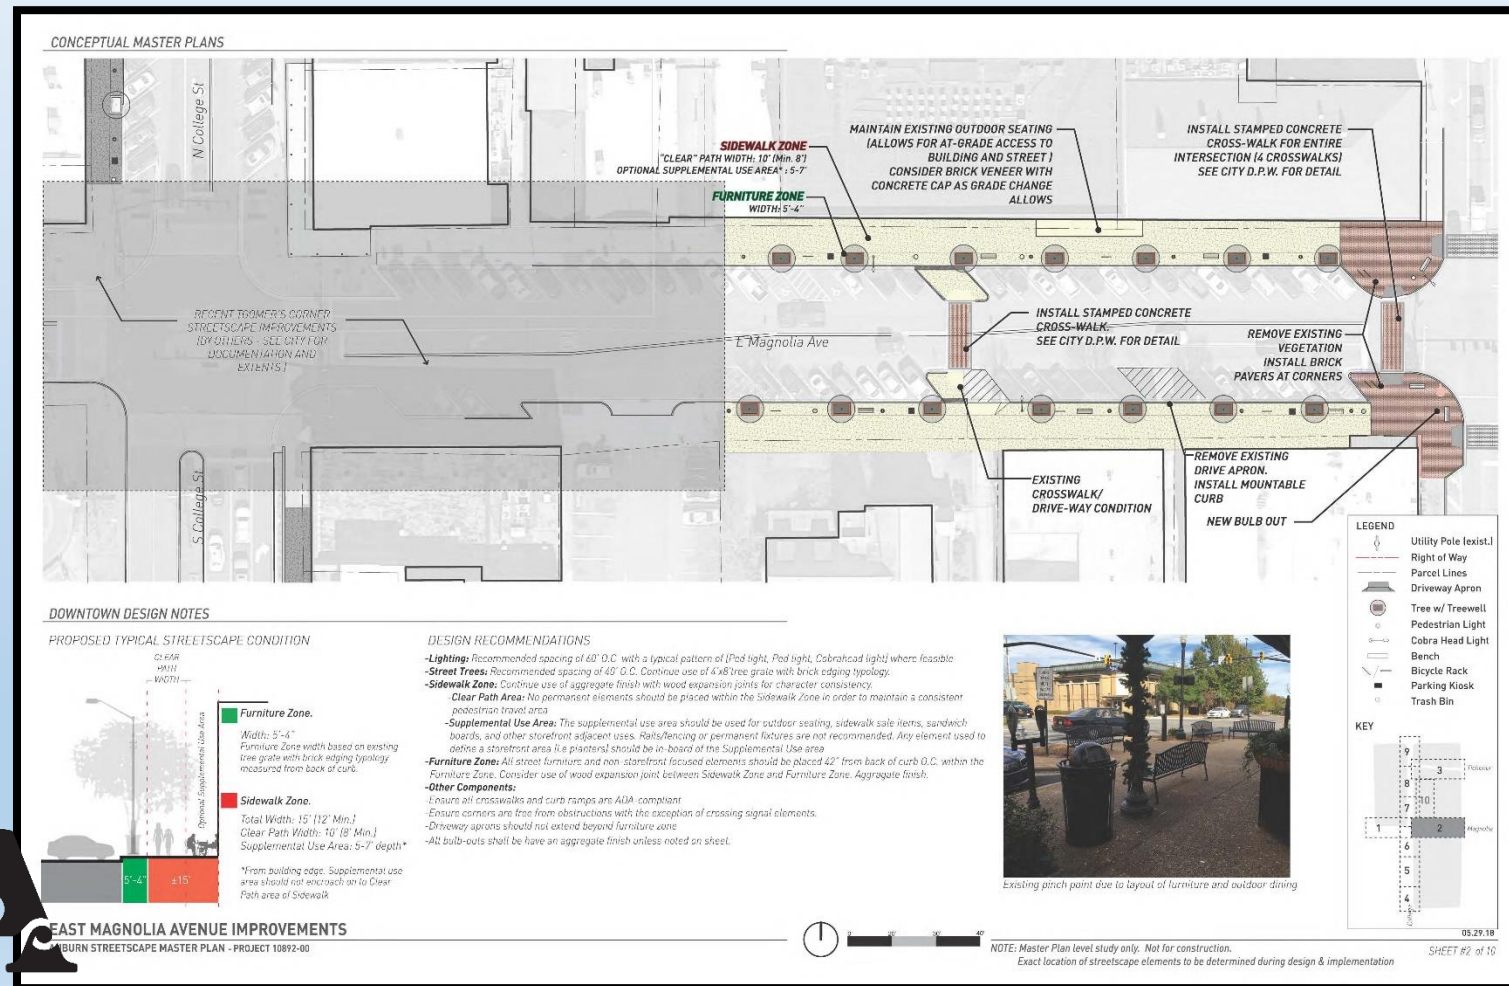 CONCEPTUAL MASTER PLANS
N College St
SIDEWALK ZONE
"CLEAR" PATH WIDTH: 10' (Min. 8')
OPTIONAL SUPPLEMENTAL USE AREA* : 5-7'
FURNITURE ZONE
WIDTH: 5'-4"
MAINTAIN EXISTING OUTDOOR SEATING
(ALLOWS FOR AT-GRADE ACCESS TO
BUILDING AND STREET )
CONSIDER BRICK VENEER WITH
CONCRETE CAP AS GRADE CHANGE
ALLOWS
INSTALL STAMPED CONCRETE
CROSS-WALK FOR ENTIRE
INTERSECTION (4 CROSSWALKS)
SEE CITY D.P.W. FOR DETAIL
RECENT TOOMER'S CORNER
STREETSCAPE IMPROVEMENTS
(BY OTHERS - SEE CITY FOR
DOCUMENTATION AND
EXTENTS)
E Magnolia Ave
INSTALL STAMPED CONCRETE
CROSS-WALK.
SEE CITY D.P.W. FOR DETAIL
REMOVE EXISTING
VEGETATION
INSTALL BRICK
PAVERS AT CORNERS
S College St
EXISTING
CROSSWALK/
DRIVE-WAY CONDITION
REMOVE EXISTING
DRIVE APRON.
INSTALL MOUNTABLE
CURB
NEW BULB OUT
LEGEND
Utility Pole (exist.)
Right of Way
Parcel Lines
Driveway Apron
Tree w/ Treewell
Pedestrian Light
Cobra Head Light
Bench
Bicycle Rack
Parking Kiosk
Trash Bin
KEY
9
3
8
10
7
1
2
Magnolia
6
5
4
College
DOWNTOWN DESIGN NOTES
PROPOSED TYPICAL STREETSCAPE CONDITION
CLEAR
PATH
WIDTH
Optional Supplemental Use Area
Furniture Zone.
Width: 5'-4"
Furniture Zone width based on existing
tree grate with brick edging typology
measured from back of curb.
Sidewalk Zone.
Total Width: 15' (12' Min.)
Clear Path Width: 10' (8' Min.)
Supplemental Use Area: 5-7' depth*
*From building edge. Supplemental use
area should not encroach on to Clear
Path area of Sidewalk
5'-4"
±15'
DESIGN RECOMMENDATIONS
-Lighting: Recommended spacing of 60' O.C with a typical pattern of (Ped light, Ped light, Cobrahead light) where feasible
-Street Trees: Recommended spacing of 40' O.C. Continue use of 4'x8'tree grate with brick edging typology.
-Sidewalk Zone: Continue use of aggregate finish with wood expansion joints for character consistency.
-Clear Path Area: No permanent elements should be placed within the Sidewalk Zone in order to maintain a consistent
pedestrian travel area
-Supplemental Use Area: The supplemental use area should be used for outdoor seating, sidewalk sale items, sandwich
boards, and other storefront adjacent uses. Rails/fencing or permanent fixtures are not recommended. Any element used to
define a storefront area (i.e planters) should be in-board of the Supplemental Use area
-Furniture Zone: All street furniture and non-storefront focused elements should be placed 42" from back of curb O.C. within the
Furniture Zone. Consider use of wood expansion joint between Sidewalk Zone and Furniture Zone. Aggragate finish.
-Other Components:
-Ensure all crosswalks and curb ramps are ADA-compliant
-Ensure corners are free from obstructions with the exception of crossing signal elements.
-Driveway aprons should not extend beyond furniture zone
-All bulb-outs shall be have an aggregate finish unless noted on sheet.
Existing pinch point due to layout of furniture and outdoor dining
EAST MAGNOLIA AVENUE IMPROVEMENTS
AUBURN STREETSCAPE MASTER PLAN - PROJECT 10892-00
0 20' 30' 40'
NOTE: Master Plan level study only. Not for construction.
Exact location of streetscape elements to be determined during design & implementation
05.29.18
SHEET #2 of 10